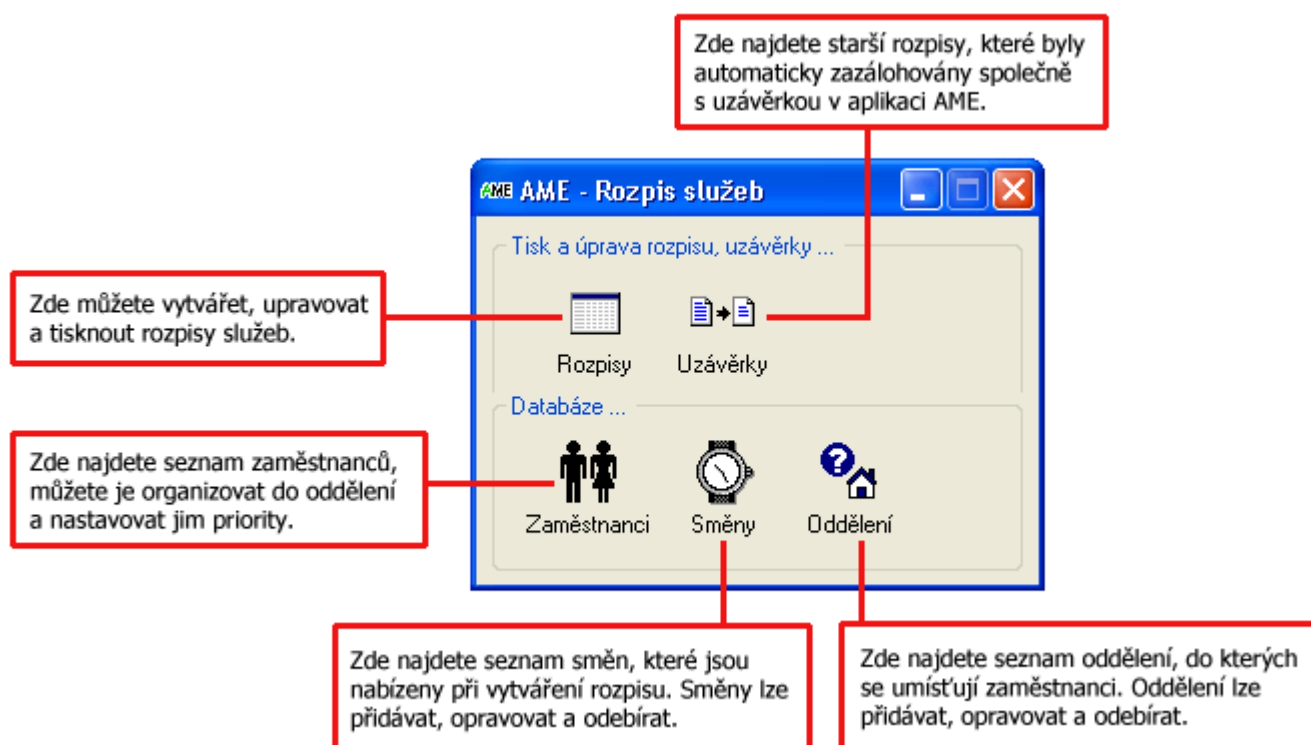 Zde najdete starší rozpisy, které byly
automaticky zazálohovány společně
s uzávěrkou v aplikaci AME.
AME AME - Rozpis služeb
Tisk a úprava rozpisu, uzávěrky ...
Zde můžete vytvářet, upravovat
a tisknout rozpisy služeb.
Rozpisy Uzávěrky
Databáze ...
Zde najdete seznam zaměstnanců,
můžete je organizovat do oddělení
a nastavovat jim priority.
Zaměstnanci Směny Oddělení
Zde najdete seznam směn, které jsou
nabízeny při vytváření rozpisu. Směny lze
přidávat, opravovat a odebírat.
Zde najdete seznam oddělení, do kterých
se umísťují zaměstnanci. Oddělení lze
přidávat, opravovat a odebírat.